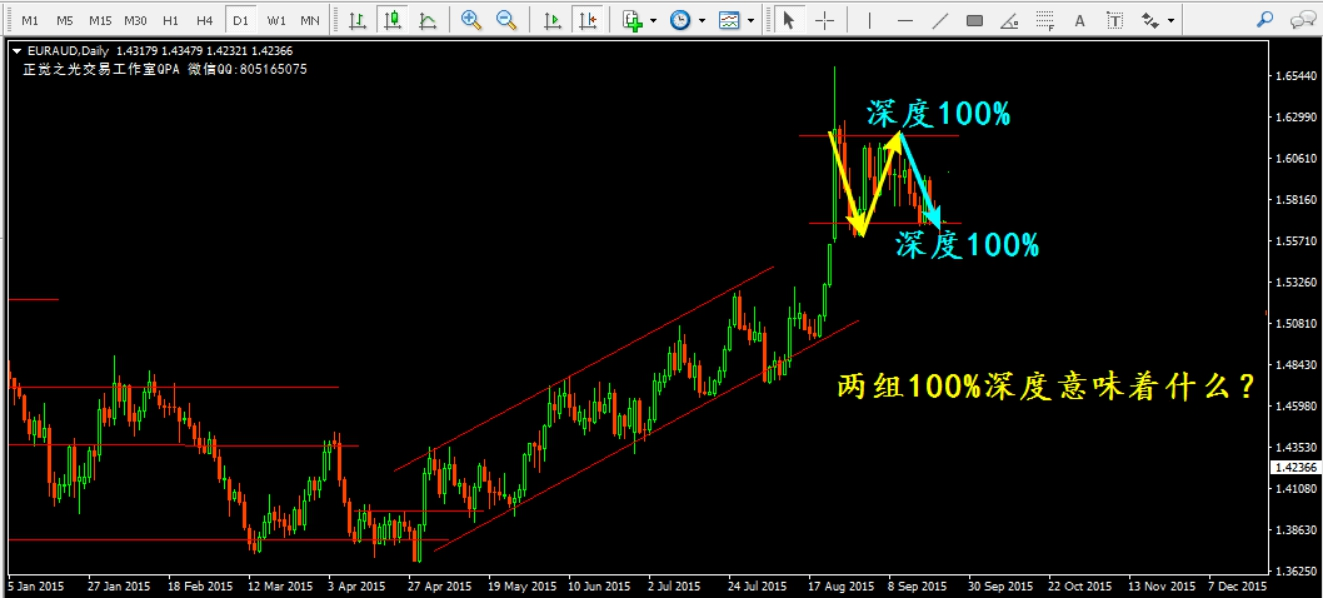 M1 M5 M15 M30 H1 H4 D1 W1 MN
EURAUD,Daily 1.43179 1.43479 1.42321 1.42366
正觉之光交易工作室QPA 微信QQ:805165075
深度100%
深度100%
两组100%深度意味着什么?
1.65440
1.62990
1.60610
1.58160
1.55710
1.53260
1.50810
1.48430
1.45980
1.43530
1.42366
1.41080
1.38630
1.36250
5 Jan 2015 27 Jan 2015 18 Feb 2015 12 Mar 2015 3 Apr 2015 27 Apr 2015 19 May 2015 10 Jun 2015 2 Jul 2015 24 Jul 2015 17 Aug 2015 8 Sep 2015 30 Sep 2015 22 Oct 2015 13 Nov 2015 7 Dec 2015